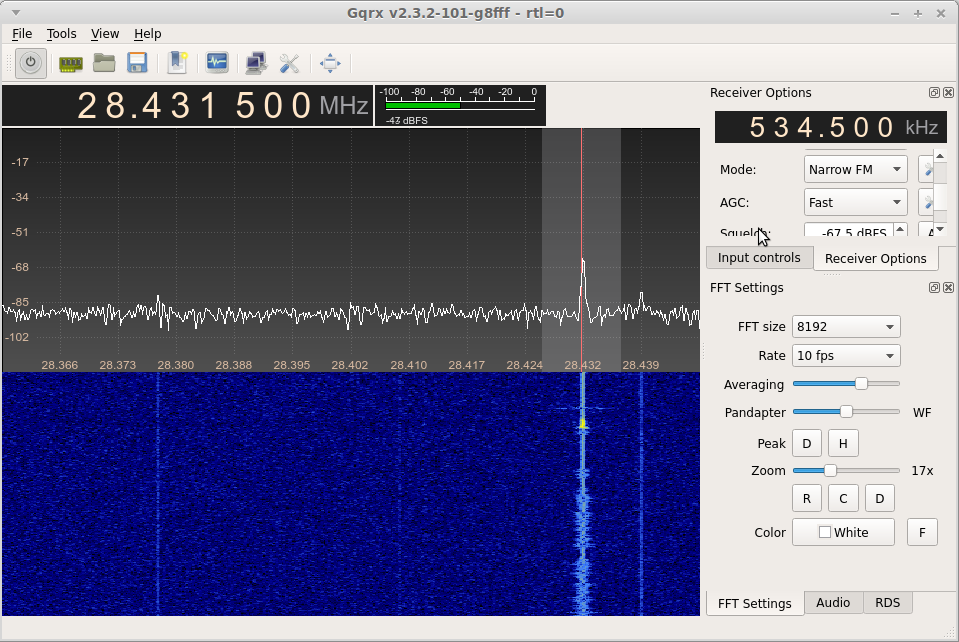 Gqrx v2.3.2-101-g8fff - rtl=0
File Tools View Help
28.431 500 MHz
-100 -80 -60 -40 -20 0
-43 dBFS
-17
-34
-51
-68
-85
-102
28.366 28.373 28.380 28.388 28.395 28.402 28.410 28.417 28.424 28.432 28.439
Receiver Options
534.500 kHz
Mode: Narrow FM
AGC: Fast
Squelch: -67.5 dBFS A
Input controls Receiver Options
FFT Settings
FFT size 8192
Rate 10 fps
Averaging
Pandapter WF
Peak D H
Zoom 17x
R C D
Color White F
FFT Settings Audio RDS